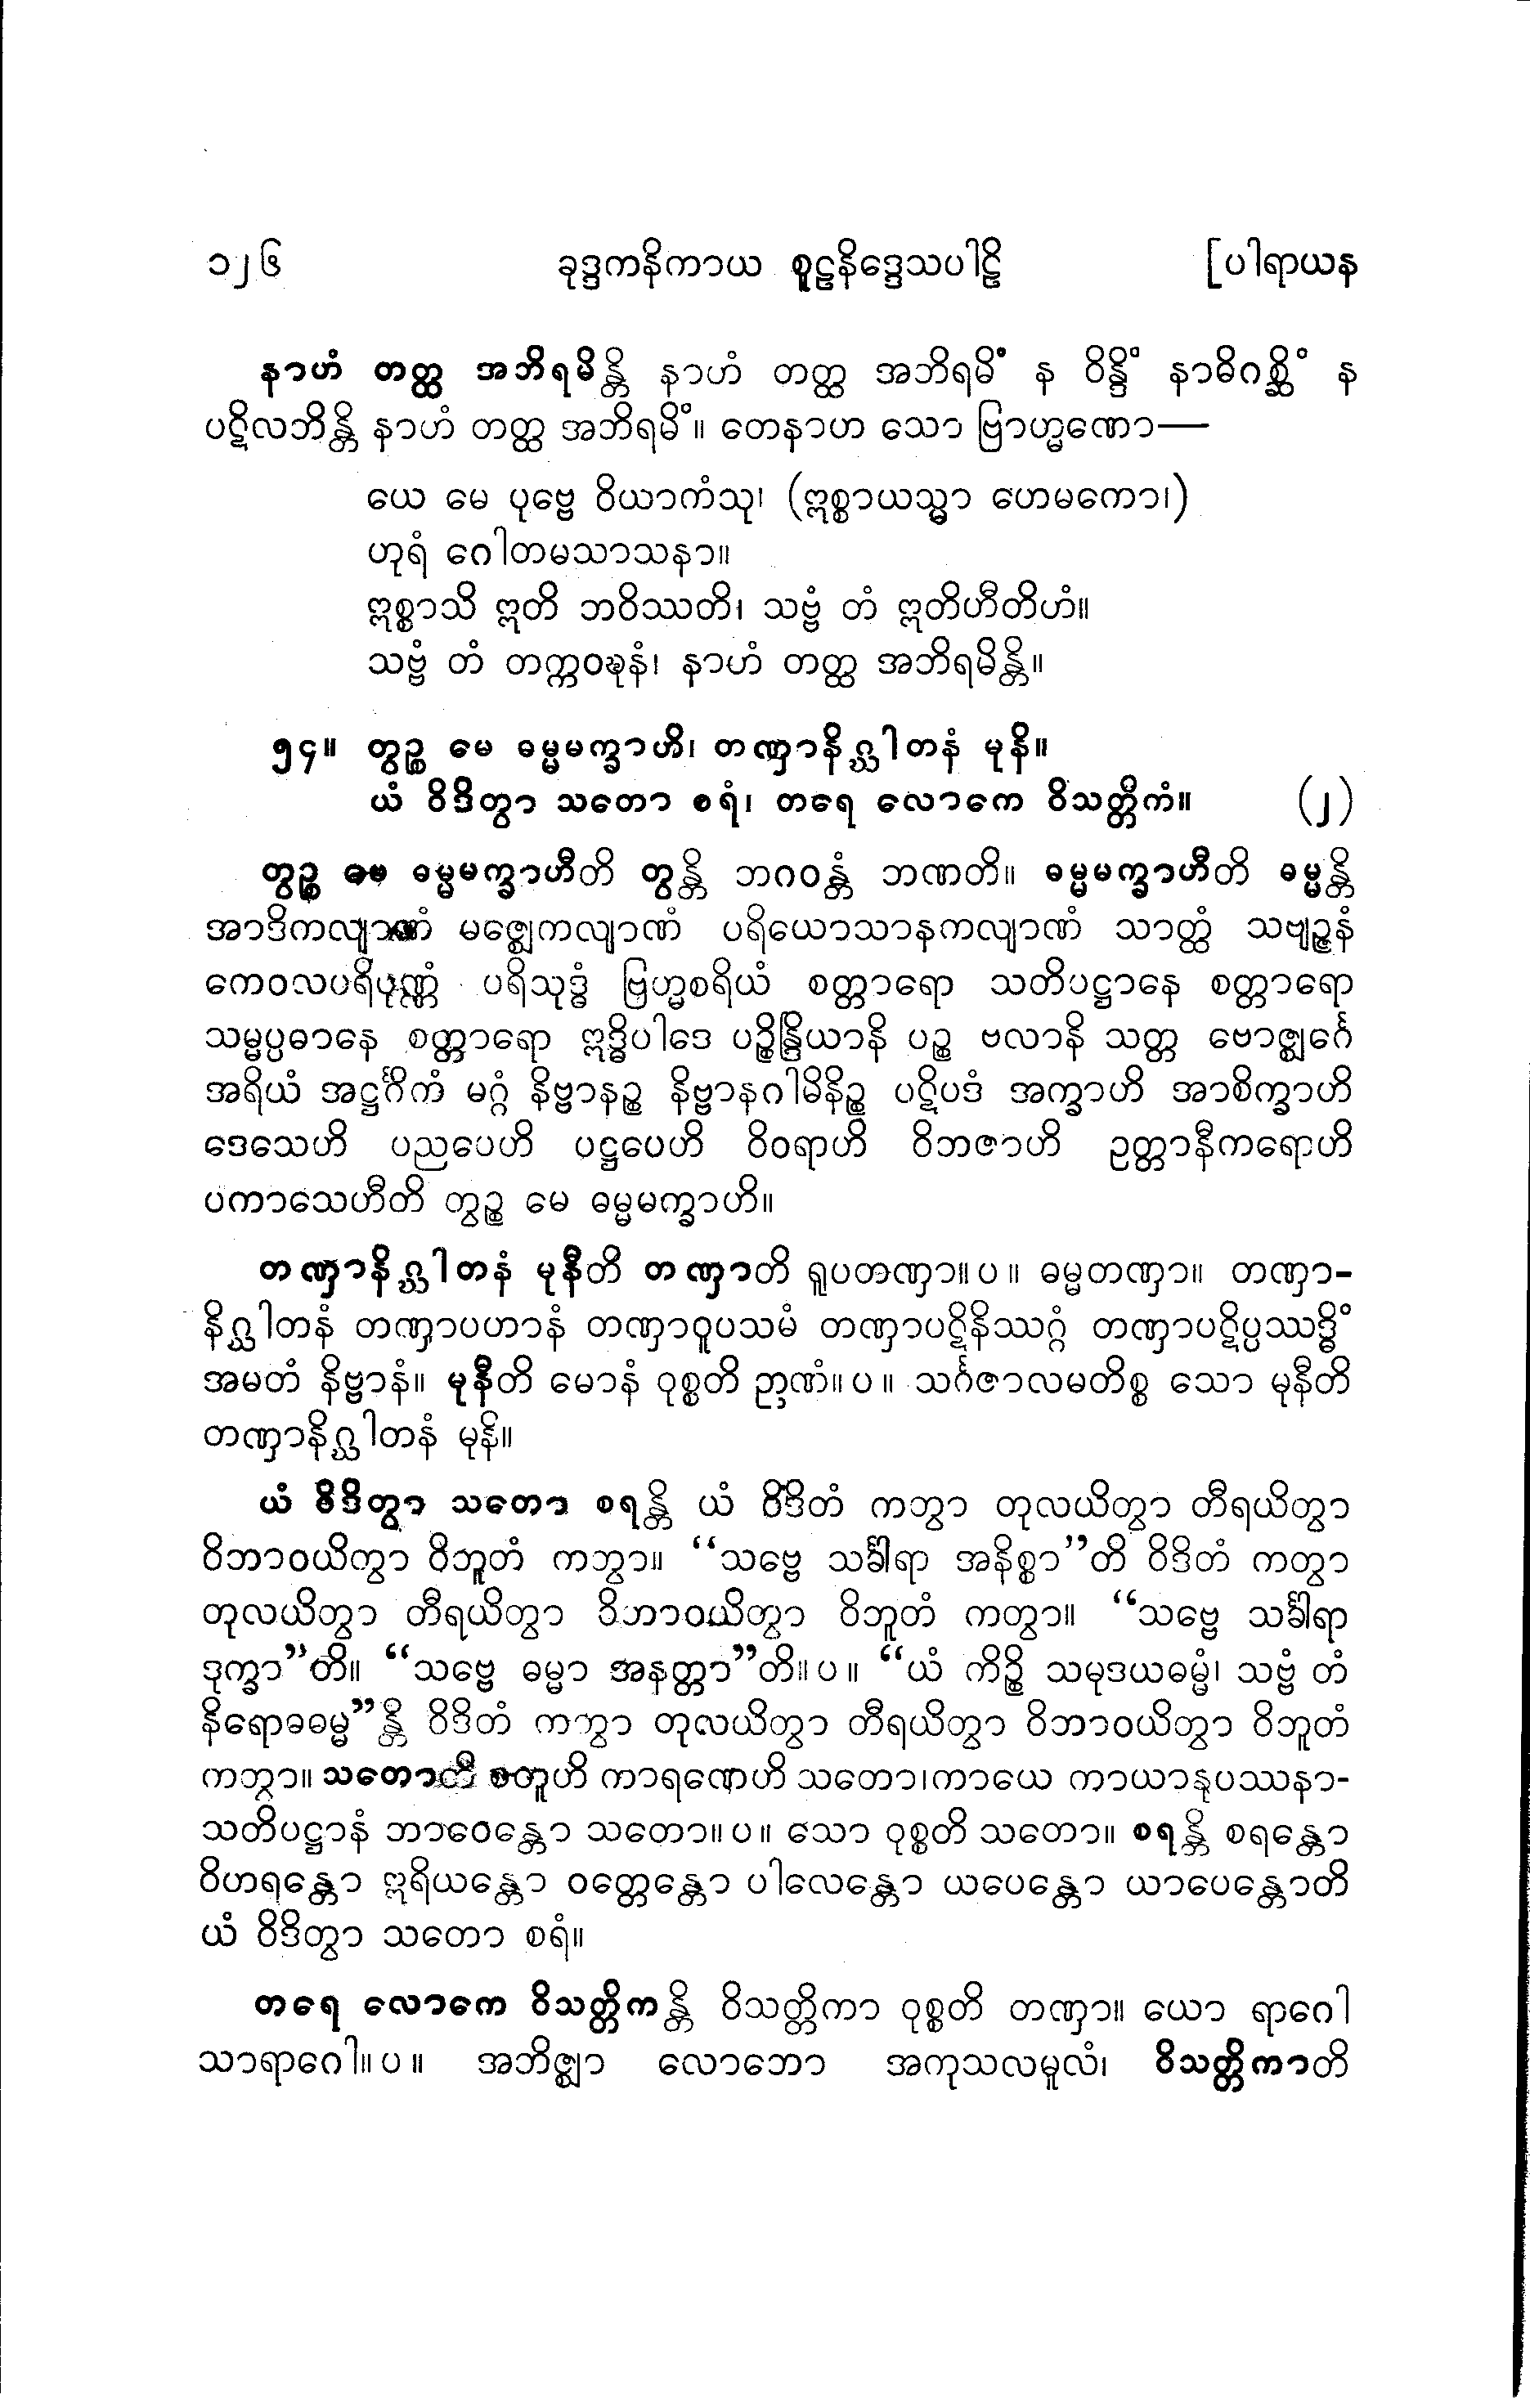 ၁၂၆ ခုဒ္ဒကနိကာယ စူဠနိဒ္ဒေသပါဠိ [ပါရာယန
နာဟံ တတ္ထ အဘိရမိန္တိ နာဟံ တတ္ထ အဘိရမိံ န ဝိန္ဒိံ နာဓိဂစ္ဆိံ န
ပဋိလဘိန္တိ နာဟံ တတ္ထ အဘိရမိံ။ တေနာဟ သော ဗြာဟ္မဏော—
ယေ မေ ပုဗ္ဗေ ဝိယာကံသု၊ (ဣစ္စာယသ္မာ ဟေမကော၊)
ဟုရံ ဂေါတမသာသနာ။
ဣစ္စာသိ ဣတိ ဘဝိဿတိ၊ သဗ္ဗံ တံ ဣတိဟီတိဟံ။
သဗ္ဗံ တံ တက္ကဝဍ္ဎနံ၊ နာဟံ တတ္ထ အဘိရမိန္တိ။
၅၄။ တွဉ္စ မေ ဓမ္မမက္ခာဟိ၊ တဏှာနိဂ္ဃါတနံ မုနိ။
ယံ ဝိဒိတွာ သတော စရံ၊ တရေ လောကေ ဝိသတ္တိကံ။ (၂)
တွဉ္စ မေ ဓမ္မမက္ခာဟီတိ တွန္တိ ဘဂဝန္တံ ဘဏတိ။ ဓမ္မမက္ခာဟီတိ ဓမ္မန္တိ
အာဒိကလျာဏံ မဇ္ဈေကလျာဏံ ပရိယောသာနကလျာဏံ သာတ္ထံ သဗျဉ္ဇနံ
ကေဝလပရိပုဏ္ဏံ ပရိသုဒ္ဓံ ဗြဟ္မစရိယံ စတ္တာရော သတိပဋ္ဌာနေ စတ္တာရော
သမ္မပ္ပဓာနေ စတ္တာရော ဣဒ္ဓိပါဒေ ပဉ္စိန္ဒြိယာနိ ပဉ္စ ဗလာနိ သတ္တ ဗောဇ္ဈင်္ဂေ
အရိယံ အဋ္ဌင်္ဂိကံ မဂ္ဂံ နိဗ္ဗာနဉ္စ နိဗ္ဗာနဂါမိနိဉ္စ ပဋိပဒံ အက္ခာဟိ အာစိက္ခာဟိ
ဒေသေဟိ ပညပေဟိ ပဋ္ဌပေဟိ ဝိဝရာဟိ ဝိဘဇာဟိ ဥတ္တာနီကရောဟိ
ပကာသေဟီတိ တွဉ္စ မေ ဓမ္မမက္ခာဟိ။
တဏှာနိဂ္ဃါတနံ မုနီတိ တဏှာတိ ရူပတဏှာ။ပ။ ဓမ္မတဏှာ။ တဏှာ-
နိဂ္ဃါတနံ တဏှာပဟာနံ တဏှာဝူပသမံ တဏှာပဋိနိဿဂ္ဂံ တဏှာပဋိပ္ပဿဒ္ဓိံ
အမတံ နိဗ္ဗာနံ။ မုနီတိ မောနံ ဝုစ္စတိ ဉာဏံ။ပ။ သင်္ဂဇာလမတိစ္စ သော မုနီတိ
တဏှာနိဂ္ဃါတနံ မုနိ။
ယံ ဝိဒိတွာ သတော စရန္တိ ယံ ဝိဒိတံ ကတွာ တုလယိတွာ တီရယိတွာ
ဝိဘာဝယိတွာ ဝိဘူတံ ကတွာ။ “သဗ္ဗေ သင်္ခါရာ အနိစ္စာ”တိ ဝိဒိတံ ကတွာ
တုလယိတွာ တီရယိတွာ ဝိဘာဝယိတွာ ဝိဘူတံ ကတွာ။ “သဗ္ဗေ သင်္ခါရာ
ဒုက္ခာ”တိ။ “သဗ္ဗေ ဓမ္မာ အနတ္တာ”တိ။ပ။ “ယံ ကိဉ္စိ သမုဒယဓမ္မံ၊ သဗ္ဗံ တံ
နိရောဓဓမ္မ”န္တိ ဝိဒိတံ ကတွာ တုလယိတွာ တီရယိတွာ ဝိဘာဝယိတွာ ဝိဘူတံ
ကတွာ။ သတောတိ စတူဟိ ကာရဏေဟိ သတော၊ကာယေ ကာယာနုပဿနာ-
သတိပဋ္ဌာနံ ဘာဝေန္တော သတော။ပ။ သော ဝုစ္စတိ သတော။ စရန္တိ စရန္တော
ဝိဟရန္တော ဣရိယန္တော ဝတ္တေန္တော ပါလေန္တော ယပေန္တော ယာပေန္တောတိ
ယံ ဝိဒိတွာ သတော စရံ။
တရေ လောကေ ဝိသတ္တိကန္တိ ဝိသတ္တိကာ ဝုစ္စတိ တဏှာ။ ယော ရာဂေါ
သာရာဂေါ။ပ။ အဘိဇ္ဈာ လောဘော အကုသလမူလံ၊ ဝိသတ္တိကာတိ